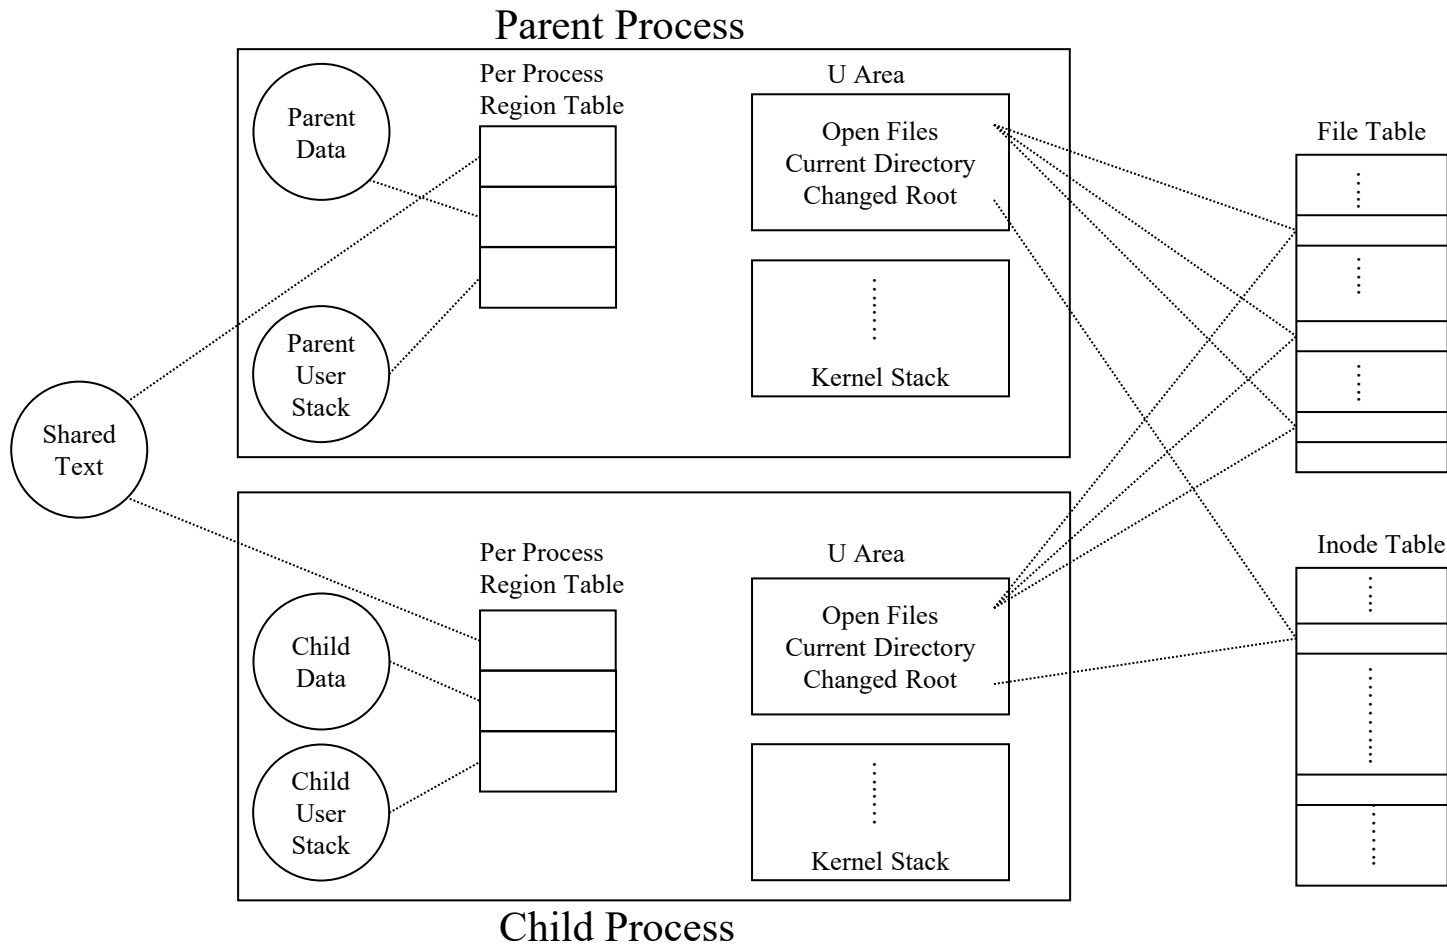 Parent Process
Parent
Data
Per Process
Region Table
U Area
Open Files
Current Directory
Changed Root
File Table
Parent
User
Stack
Kernel Stack
Shared
Text
Per Process
Region Table
U Area
Inode Table
Child
Data
Open Files
Current Directory
Changed Root
Child
User
Stack
Kernel Stack
Child Process